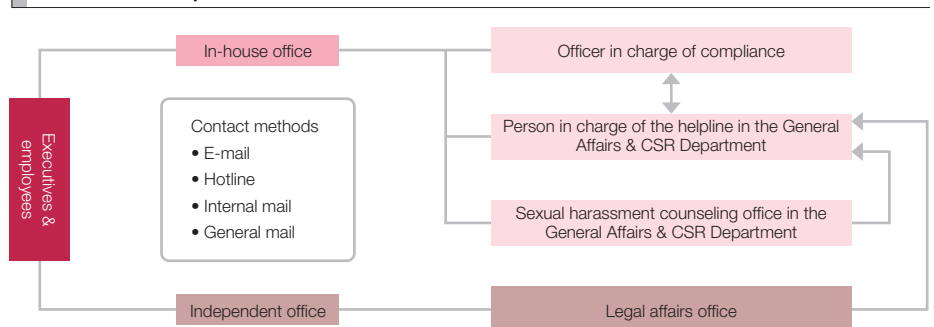 In-house office
Officer in charge of compliance
Executives &
employees
Contact methods
• E-mail
• Hotline
• Internal mail
• General mail
Person in charge of the helpline in the General
Affairs & CSR Department
Sexual harassment counseling office in the
General Affairs & CSR Department
Independent office
Legal affairs office